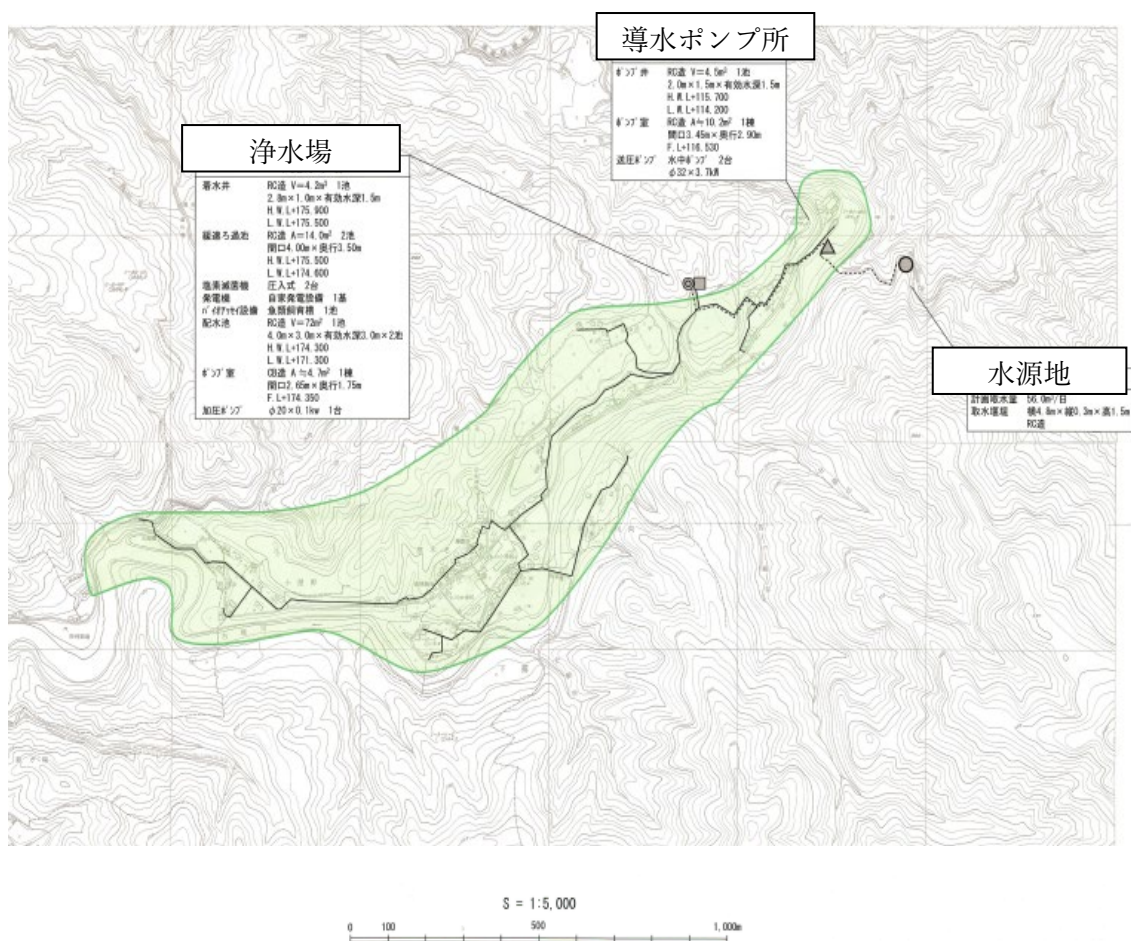 導水ポンプ所
ポンプ井 RC造 V=4.5m³ 1池
2.0m×1.5m×有効水深1.5m
H.W.L+115.700
L.W.L+114.200
ポンプ室 RC造 A≒10.2m² 1棟
間口3.45m×奥行2.90m
F.L+116.530
送圧ポンプ 水中ポンプ 2台
φ32×3.7kW
浄水場
着水井 RC造 V=4.2m³ 1池
2.8m×1.0m×有効水深1.5m
H.W.L+175.900
L.W.L+175.500
緩速ろ過池 RC造 A=14.0m² 2池
間口4.00m×奥行3.50m
H.W.L+175.500
L.W.L+174.600
塩素滅菌機 圧入式 2台
発電機 自家発電設備 1基
バイオアッセイ設備 魚類飼育槽 1池
配水池 RC造 V=72m³ 1池
4.0m×3.0m×有効水深3.0m×2池
H.W.L+174.300
L.W.L+171.300
ポンプ室 CB造 A≒4.7m² 1棟
間口2.65m×奥行1.75m
F.L+174.350
加圧ポンプ φ20×0.1kw 1台
水源地
計画取水量 56.0m³/日
取水堰堤 横4.8m×縦0.3m×高1.5m
RC造
S = 1:5,000
0 100 500 1,000m